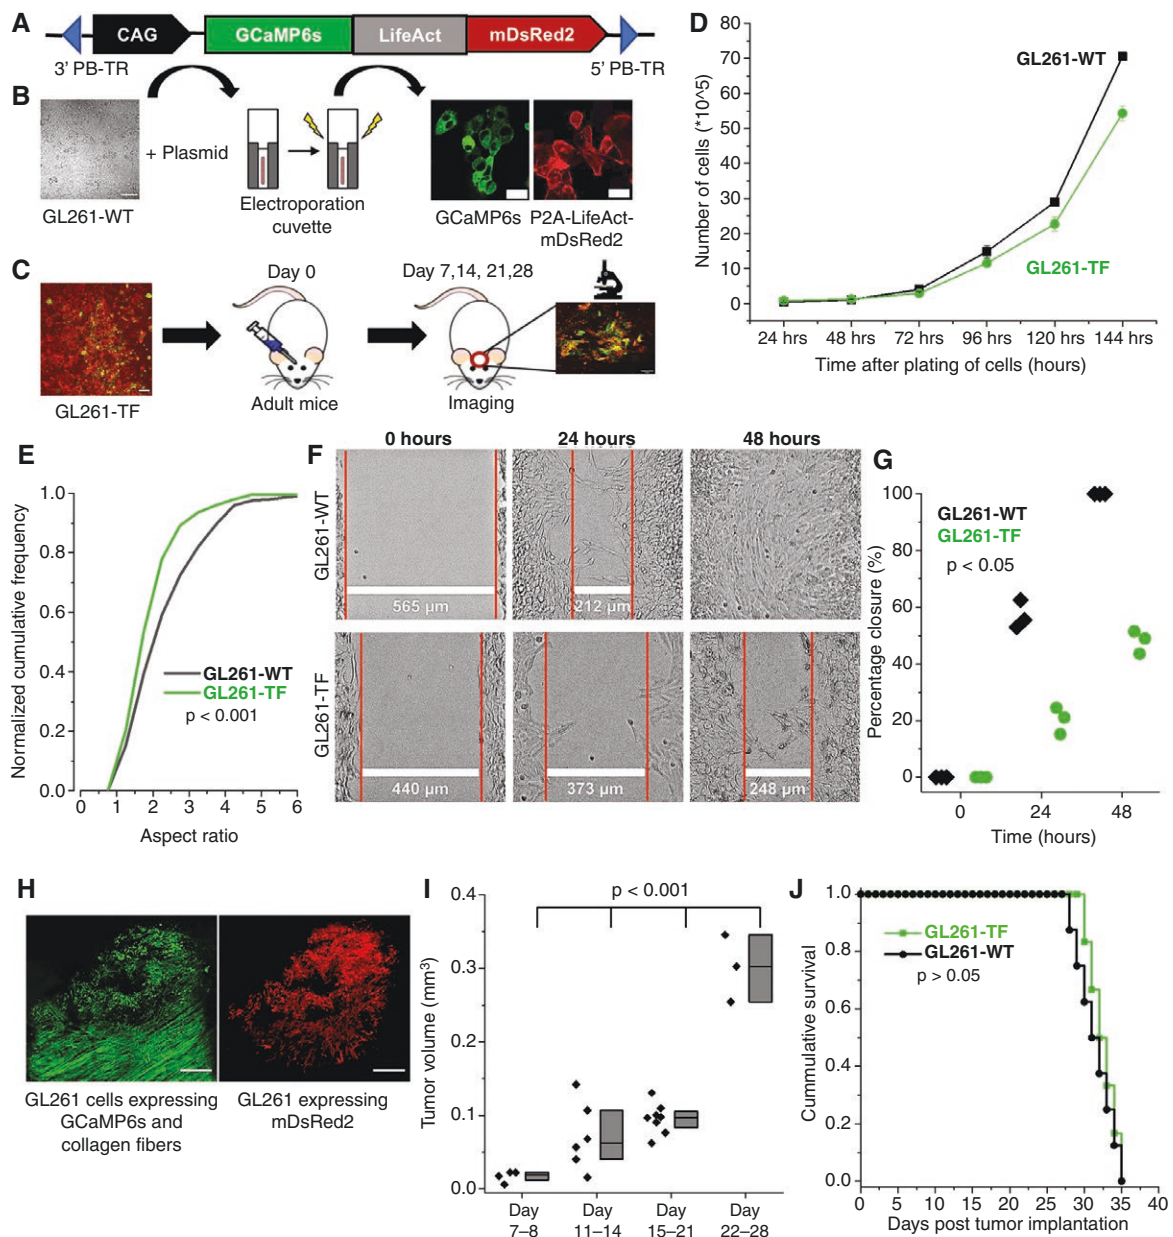 A
CAG
GCaMP6s
LifeAct
mDsRed2
3' PB-TR
5' PB-TR
B
+ Plasmid
GL261-WT
Electroporation
cuvette
GCaMP6s
P2A-LifeAct-
mDsRed2
C
Day 0
Day 7,14, 21,28
GL261-TF
Adult mice
Imaging
D
Number of cells (*10^5)
80
70
60
50
40
30
20
10
0
GL261-WT
GL261-TF
24 hrs
48 hrs
72 hrs
96 hrs
120 hrs
144 hrs
Time after plating of cells (hours)
E
Normalized cumulative frequency
1.0
0.8
0.6
0.4
0.2
0.0
GL261-WT
GL261-TF
p < 0.001
1
2
3
4
5
6
Aspect ratio
F
0 hours
24 hours
48 hours
GL261-WT
565 µm
212 µm
GL261-TF
440 µm
373 µm
248 µm
G
Percentage closure (%)
100
80
60
40
20
0
GL261-WT
GL261-TF
p < 0.05
0
24
48
Time (hours)
H
GL261 cells expressing
GCaMP6s and
collagen fibers
GL261 expressing
mDsRed2
I
Tumor volume (mm³)
0.4
0.3
0.2
0.1
0.0
p < 0.001
Day
7–8
Day
11–14
Day
15–21
Day
22–28
J
Cummulative survival
1.0
0.8
0.6
0.4
0.2
0.0
GL261-TF
GL261-WT
p > 0.05
0
5
10
15
20
25
30
35
40
Days post tumor implantation